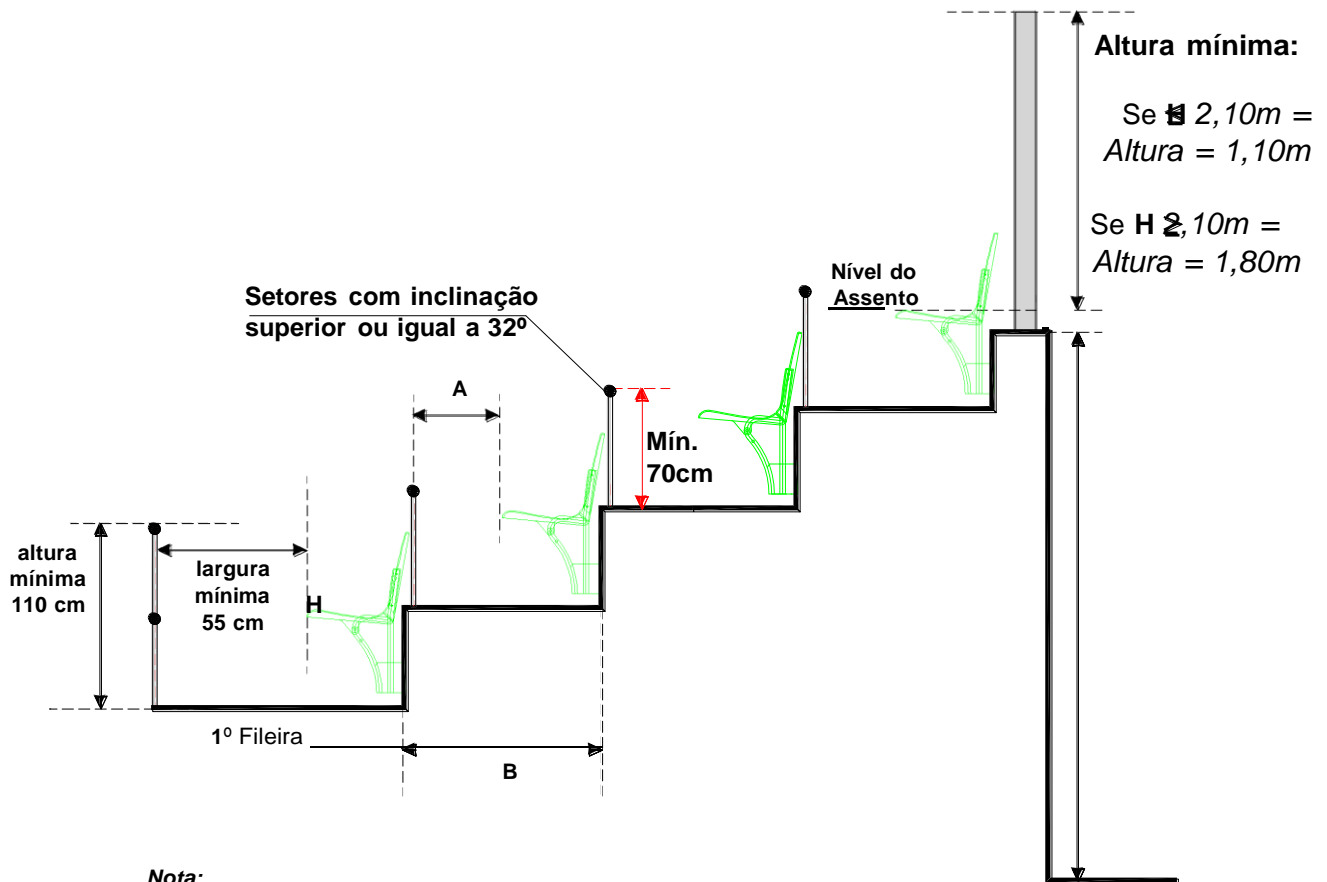 Altura mínima:
Se H 2,10m =
Altura = 1,10m
Se H ≥ 2,10m =
Altura = 1,80m
Nível do
Assento
Setores com inclinação
superior ou igual a 32º
A
Mín.
70cm
altura
mínima
110 cm
largura
mínima
55 cm
H
1º Fileira
B
Nota: